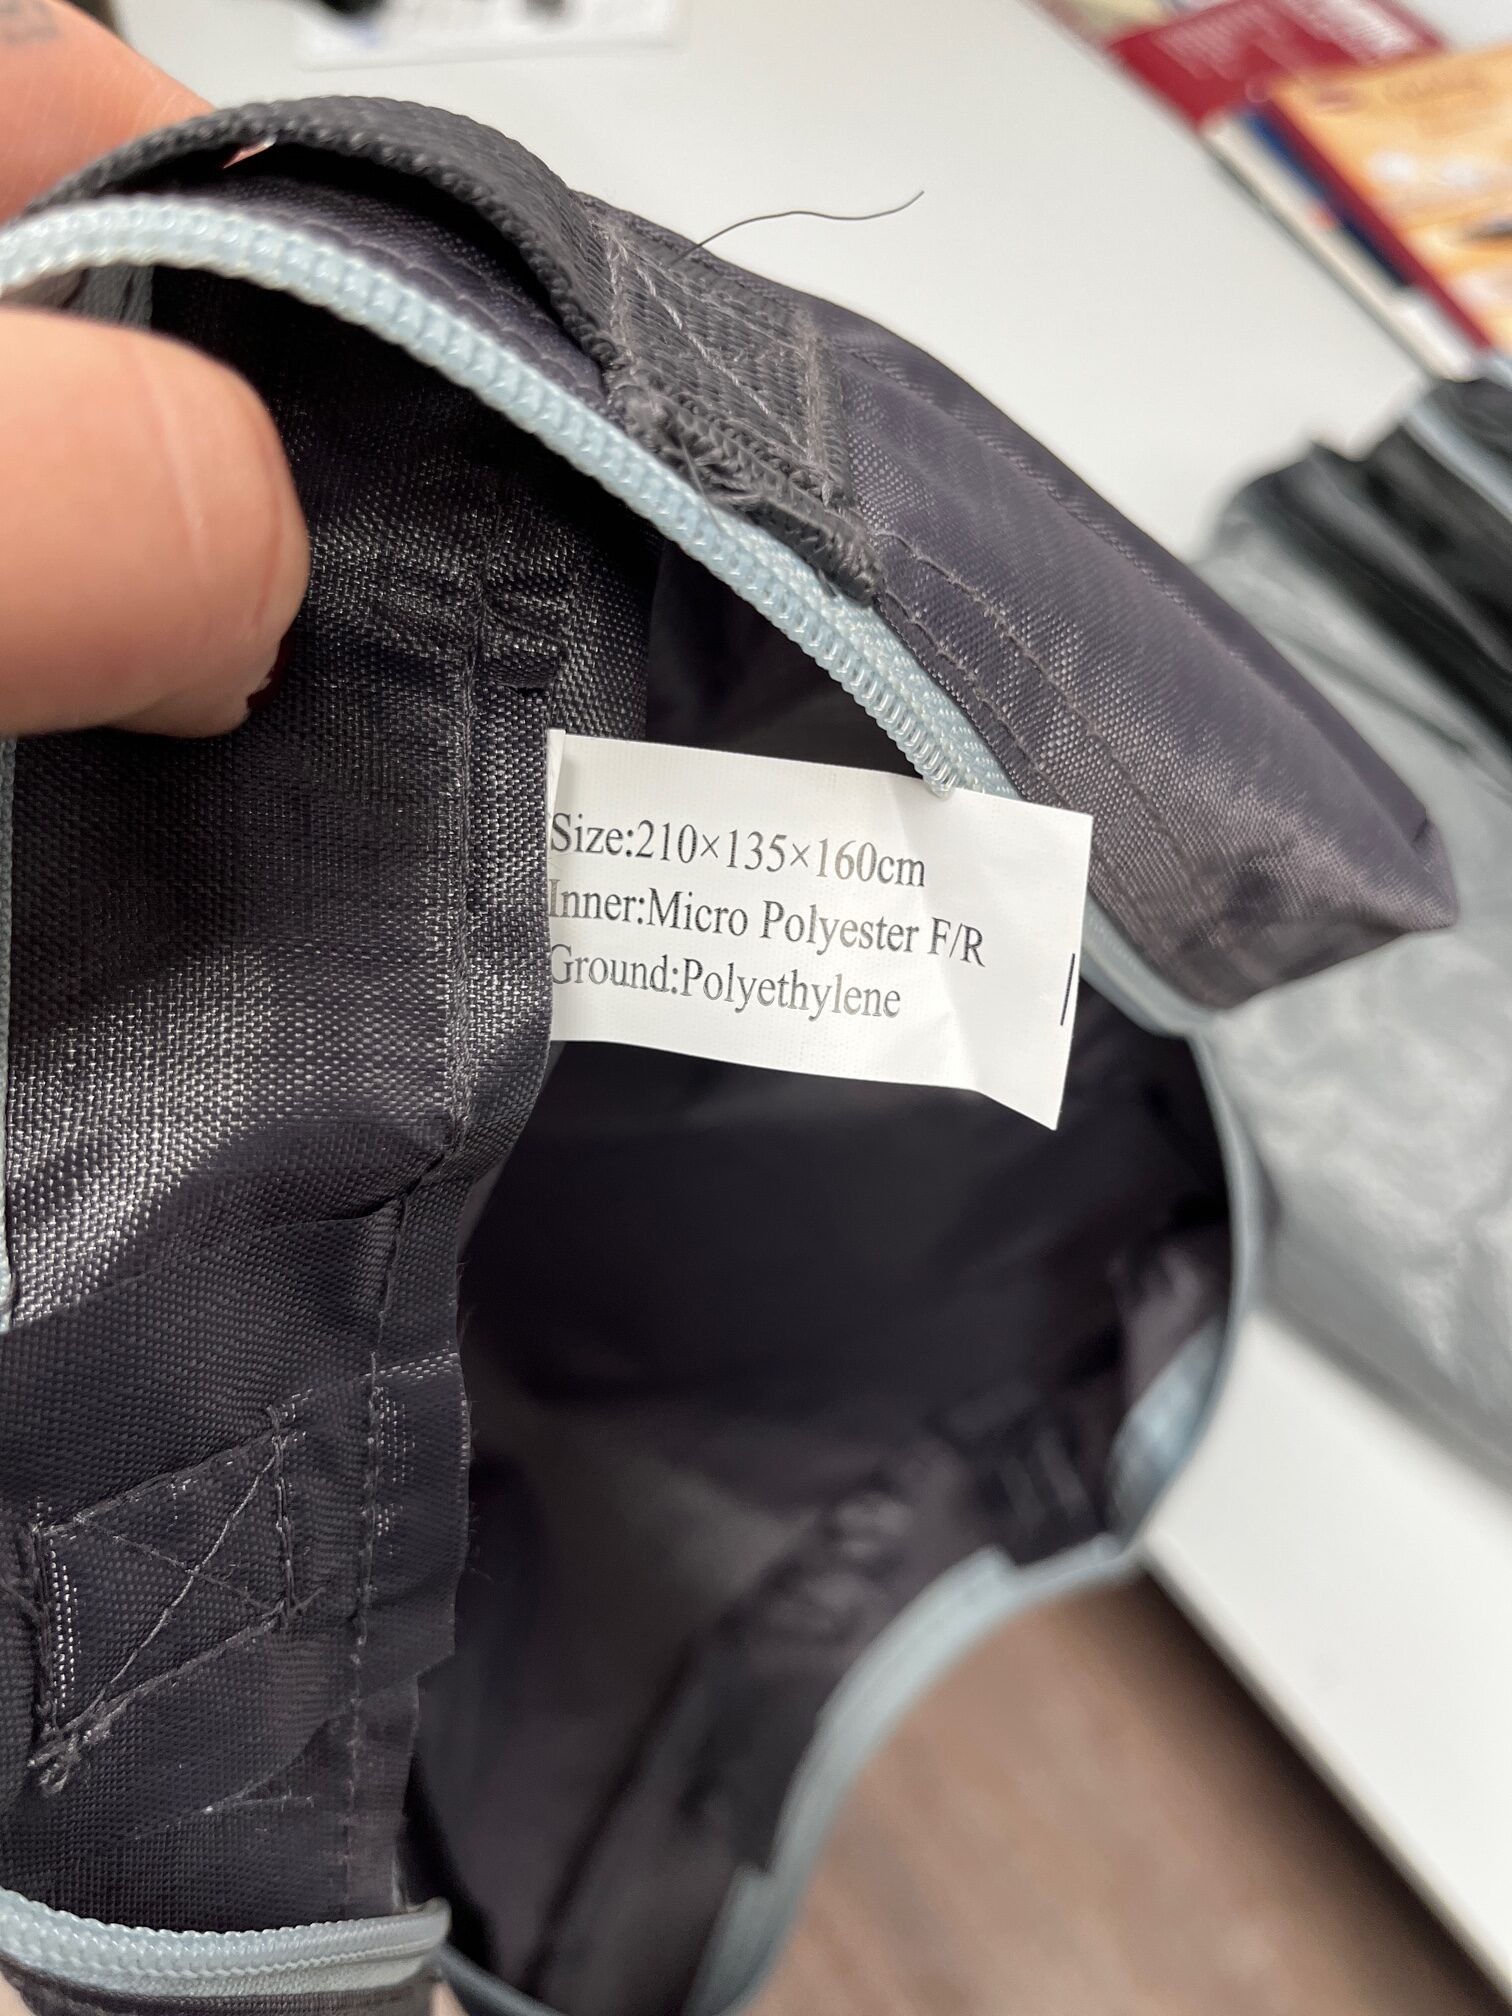 Size:210×135×160cm
Inner:Micro Polyester F/R
Ground:Polyethylene